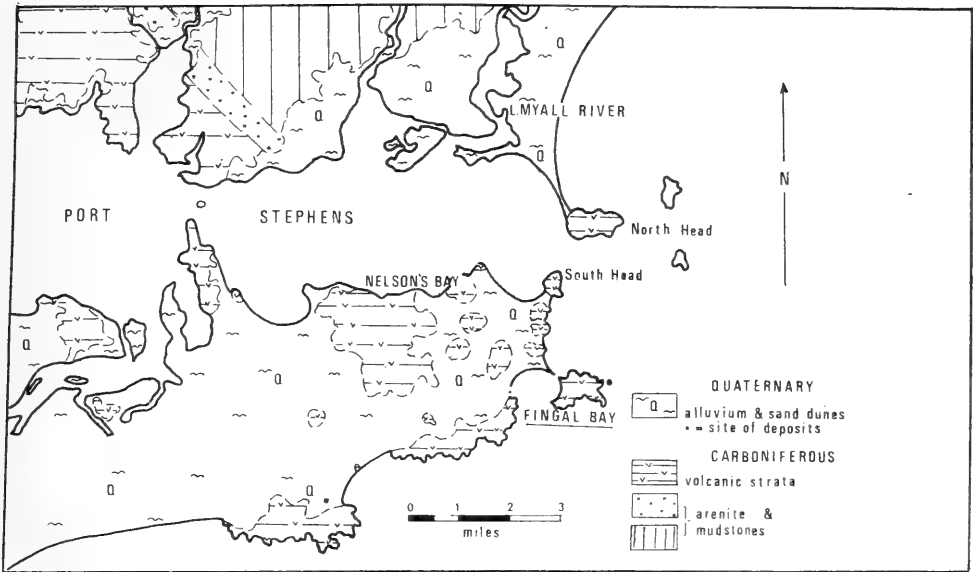 Q
Q
Q
L.MYALL RIVER
Q
N
PORT STEPHENS
North Head
NELSON'S BAY
South Head
Q
Q
Q
Q
FINGAL BAY
QUATERNARY
Q alluvium & sand dunes
• = site of deposits
CARBONIFEROUS
volcanic strata
arenite &
mudstones
Q
Q
0 1 2 3
miles